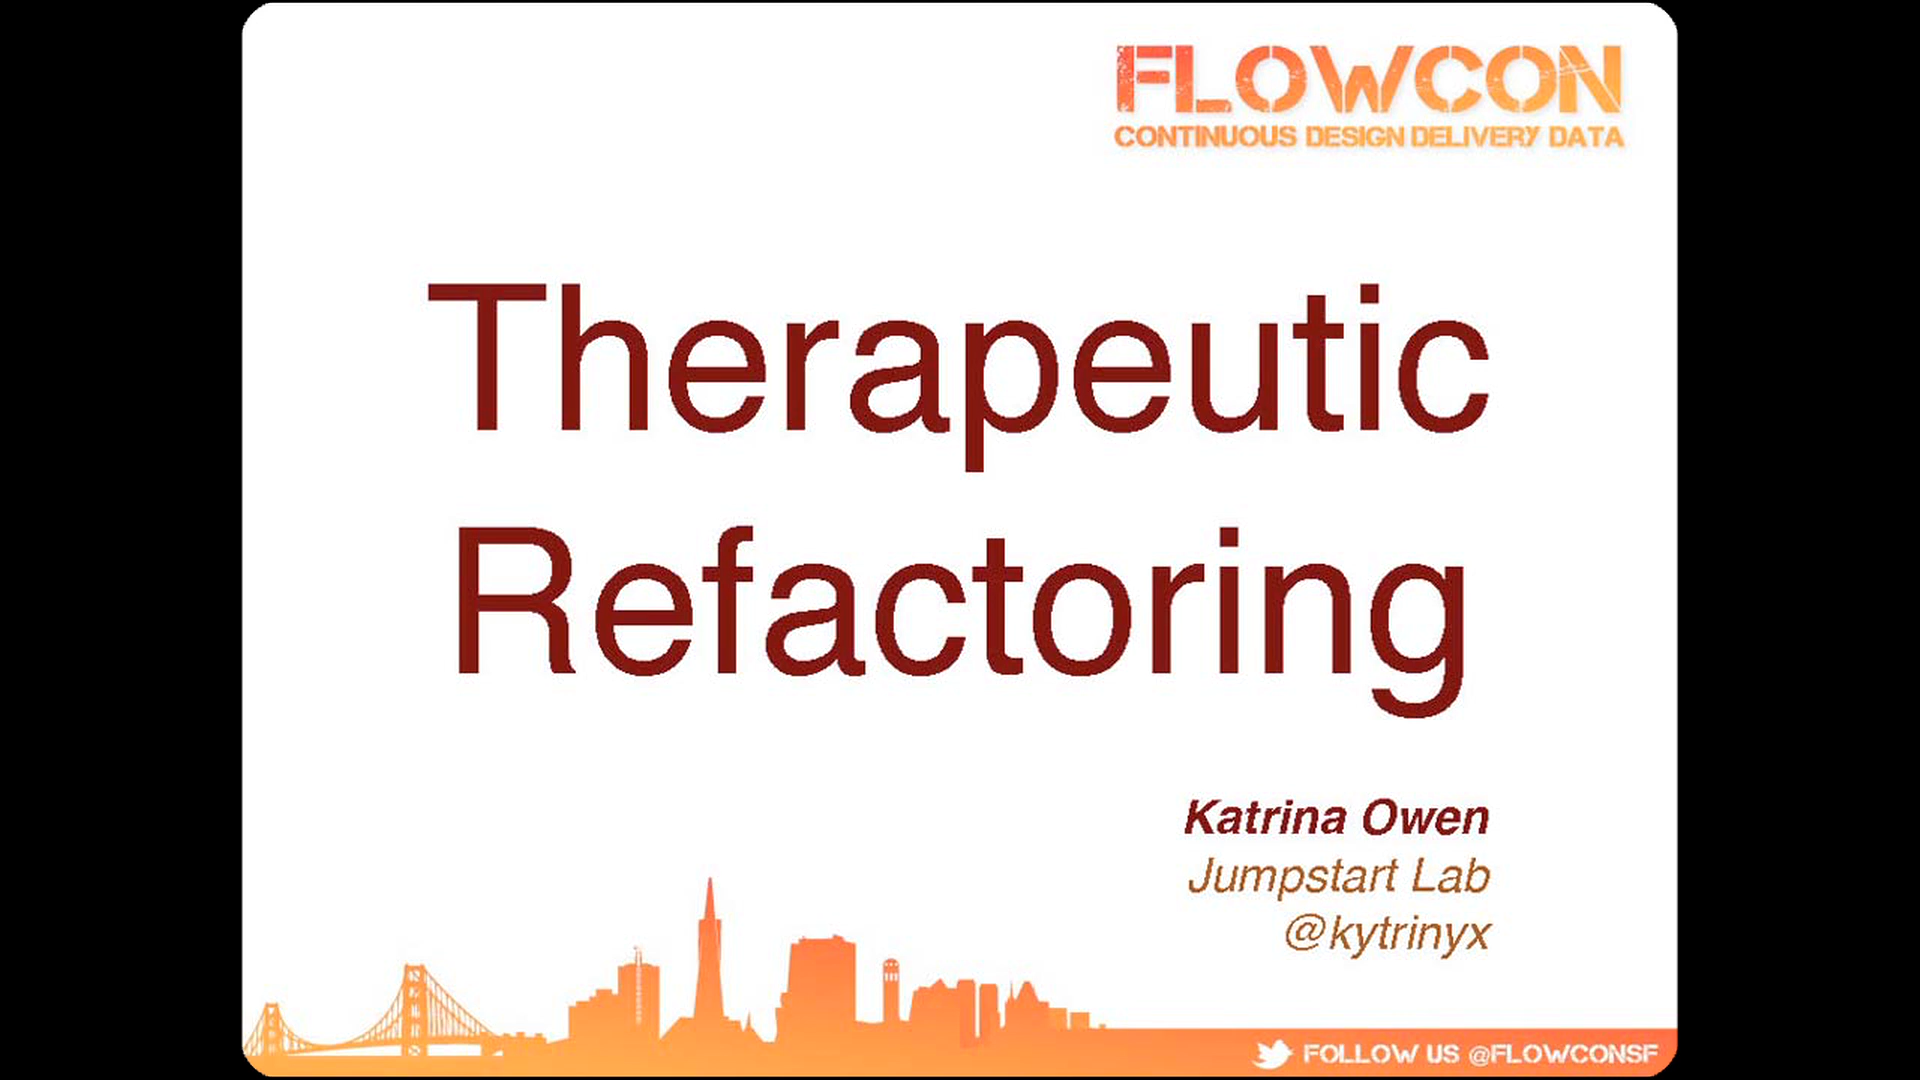 FLOWCON
CONTINUOUS DESIGN DELIVERY DATA
Therapeutic
Refactoring
Katrina Owen
Jumpstart Lab
@kytrinyx
FOLLOW US @FLOWCONSF